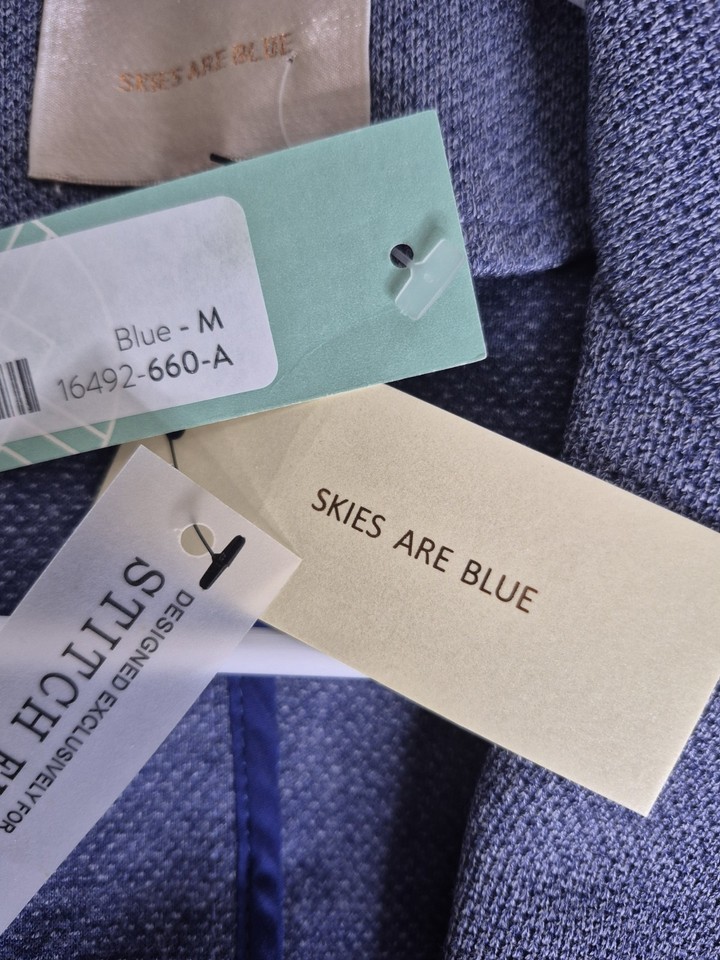 SKIES ARE BLUE
Blue - M
16492-660-A
SKIES ARE BLUE
DESIGNED EXCLUSIVELY FOR
STITCH